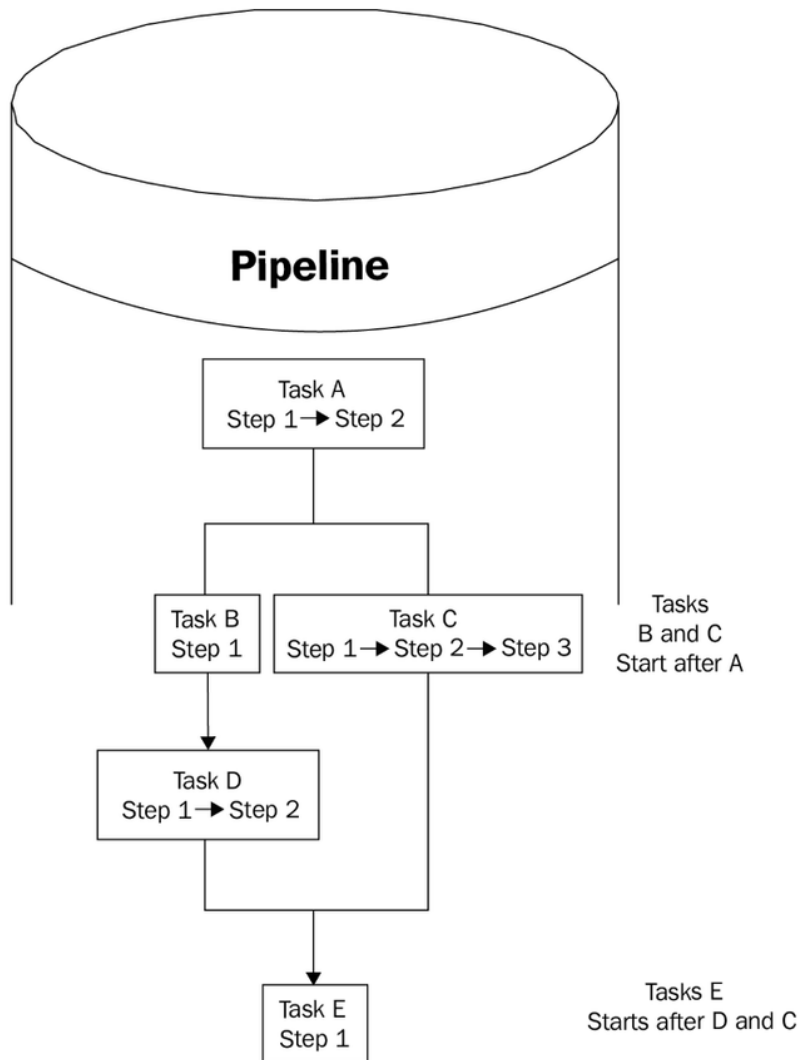 Pipeline
Task A
Step 1 → Step 2
Task B
Step 1
Task C
Step 1 → Step 2 → Step 3
Tasks
B and C
Start after A
Task D
Step 1 → Step 2
Task E
Step 1
Tasks E
Starts after D and C